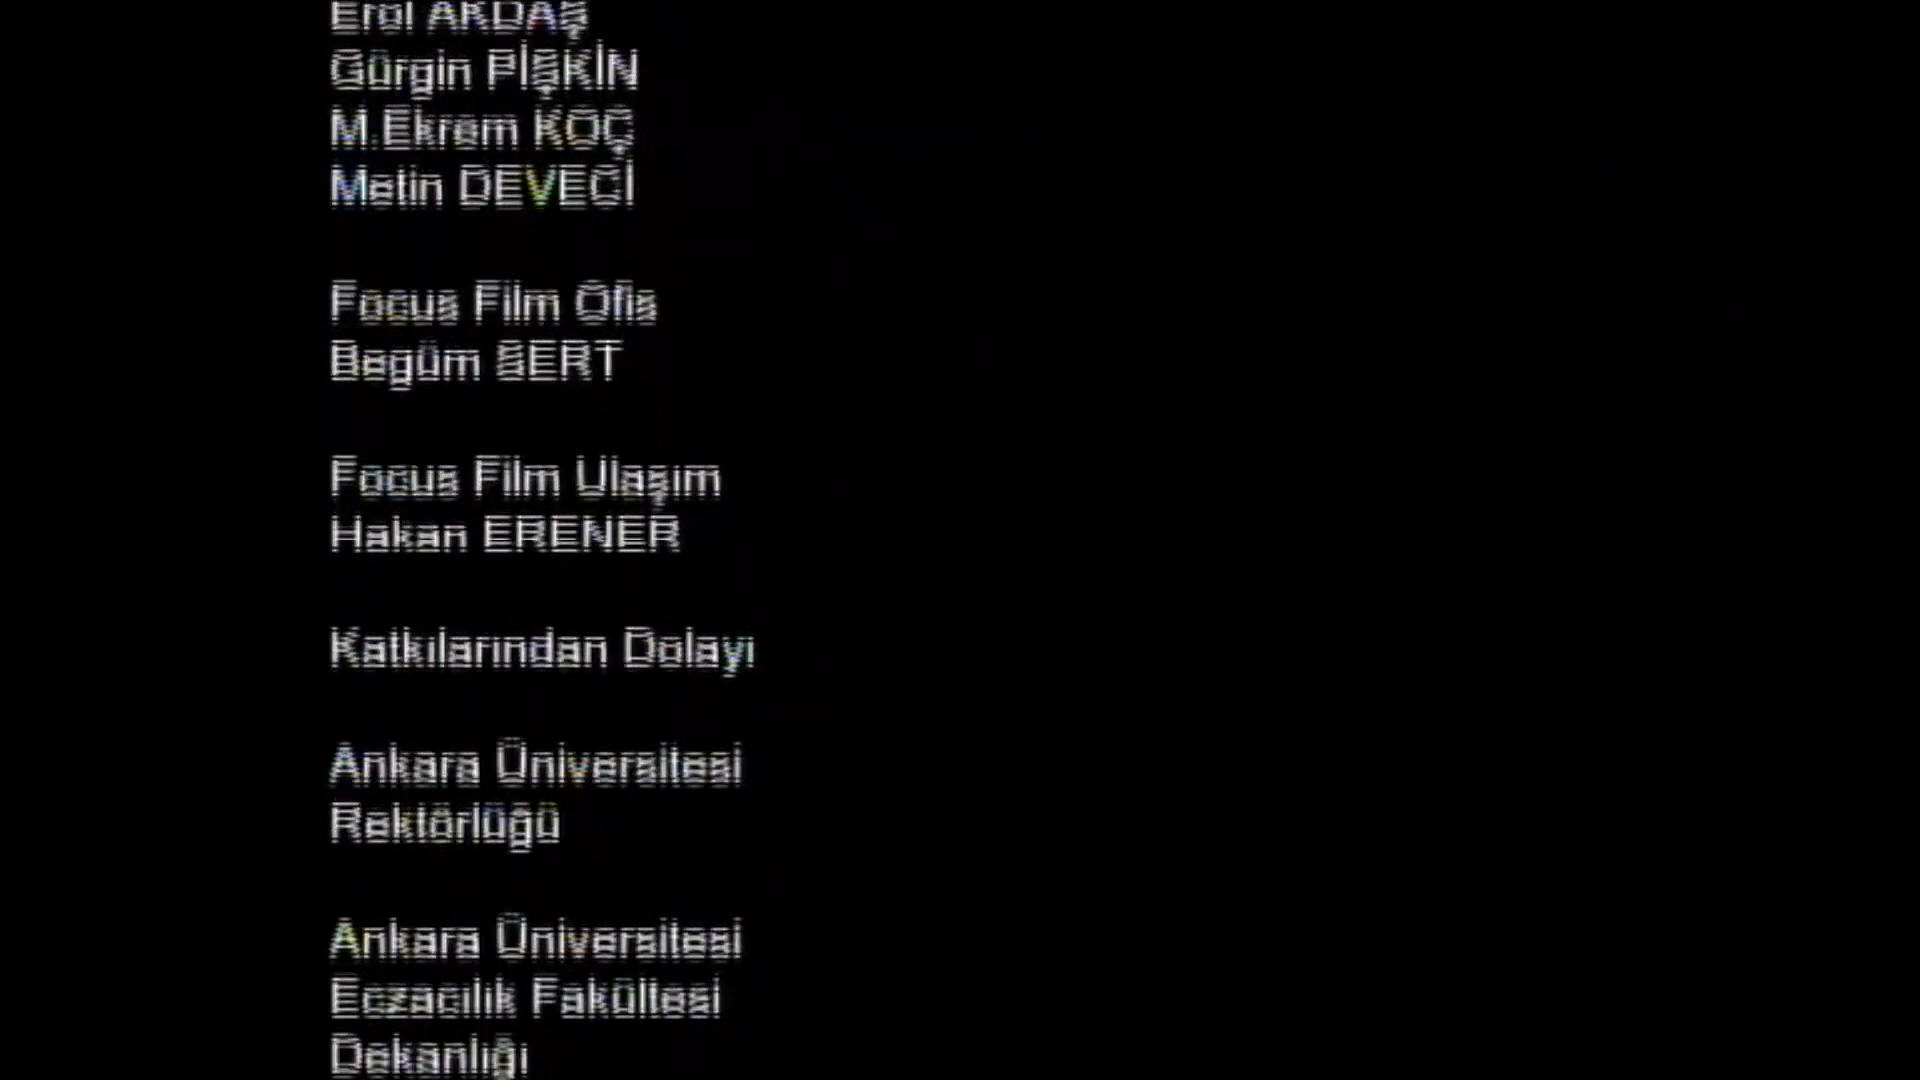 Erol AKDAŞ
Gürgin PİŞKİN
M.Ekrem KOÇ
Metin DEVECİ
Focus Film Ofis
Begüm SERT
Focus Film Ulaşım
Hakan ERENER
Katkılarından Dolayı
Ankara Üniversitesi
Rektörlüğü
Ankara Üniversitesi
Eczacılık Fakültesi
Dekanlığı